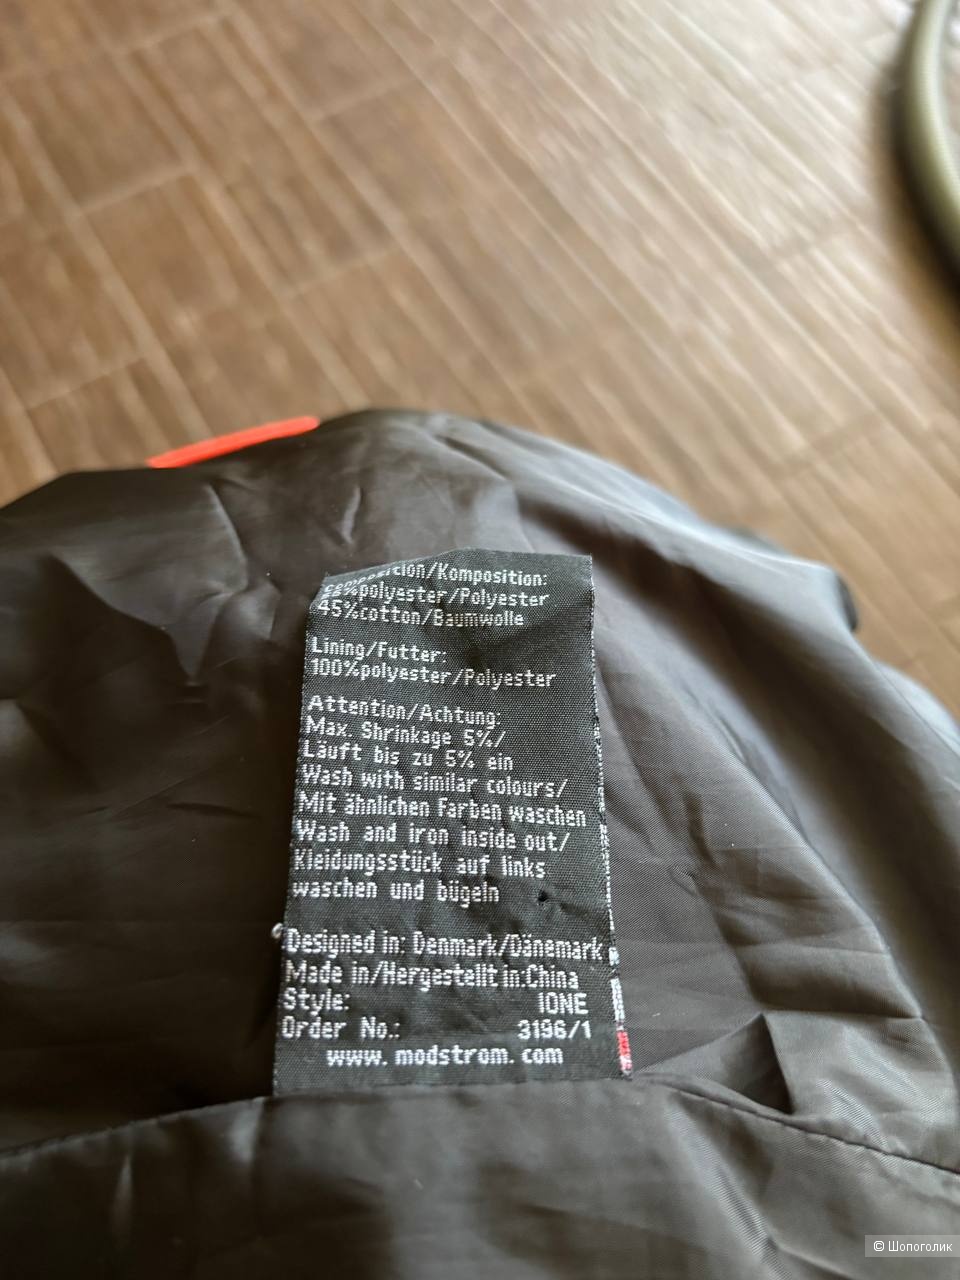 composition/Komposition:
55%polyester/Polyester
45%cotton/Baumwolle
Lining/Futter:
100%polyester/Polyester
Attention/Achtung:
Max. Shrinkage 5%/
Läuft bis zu 5% ein
Wash with similar colours/
Mit ähnlichen Farben waschen
Wash and iron inside out/
Kleidungsstück auf links
waschen und bügeln
Designed in: Denmark/Dänemark
Made in/Hergestellt in:China
Style: IONE
Order No.: 3196/1
www. modstrom. com
© Шопоголик